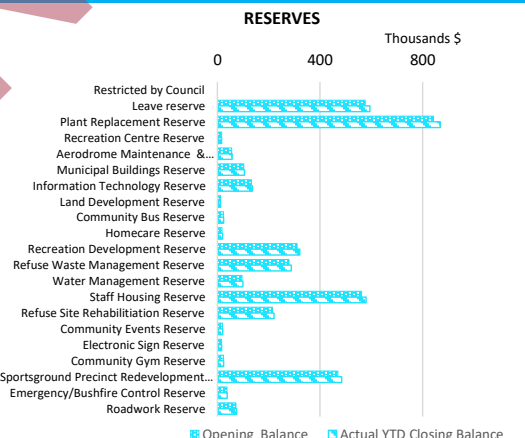 RESERVES
Thousands $
0 400 800
Restricted by Council
Leave reserve
Plant Replacement Reserve
Recreation Centre Reserve
Aerodrome Maintenance &...
Municipal Buildings Reserve
Information Technology Reserve
Land Development Reserve
Community Bus Reserve
Homecare Reserve
Recreation Development Reserve
Refuse Waste Management Reserve
Water Management Reserve
Staff Housing Reserve
Refuse Site Rehabilitiation Reserve
Community Events Reserve
Electronic Sign Reserve
Community Gym Reserve
Sportsground Precinct Redevelopment...
Emergency/Bushfire Control Reserve
Roadwork Reserve
Opening Balance Actual YTD Closing Balance